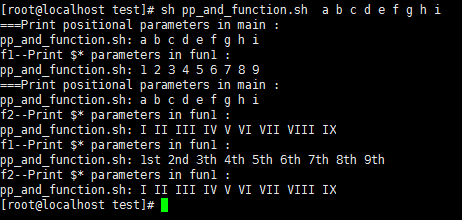 [root@localhost test]# sh pp_and_function.sh  a b c d e f g h i
===Print positional parameters in main :
pp_and_function.sh: a b c d e f g h i
f1--Print $* parameters in fun1 :
pp_and_function.sh: 1 2 3 4 5 6 7 8 9
===Print positional parameters in main :
pp_and_function.sh: a b c d e f g h i
f2--Print $* parameters in fun1 :
pp_and_function.sh: I II III IV V VI VII VIII IX
f1--Print $* parameters in fun1 :
pp_and_function.sh: 1st 2nd 3th 4th 5th 6th 7th 8th 9th
f2--Print $* parameters in fun1 :
pp_and_function.sh: I II III IV V VI VII VIII IX
[root@localhost test]#